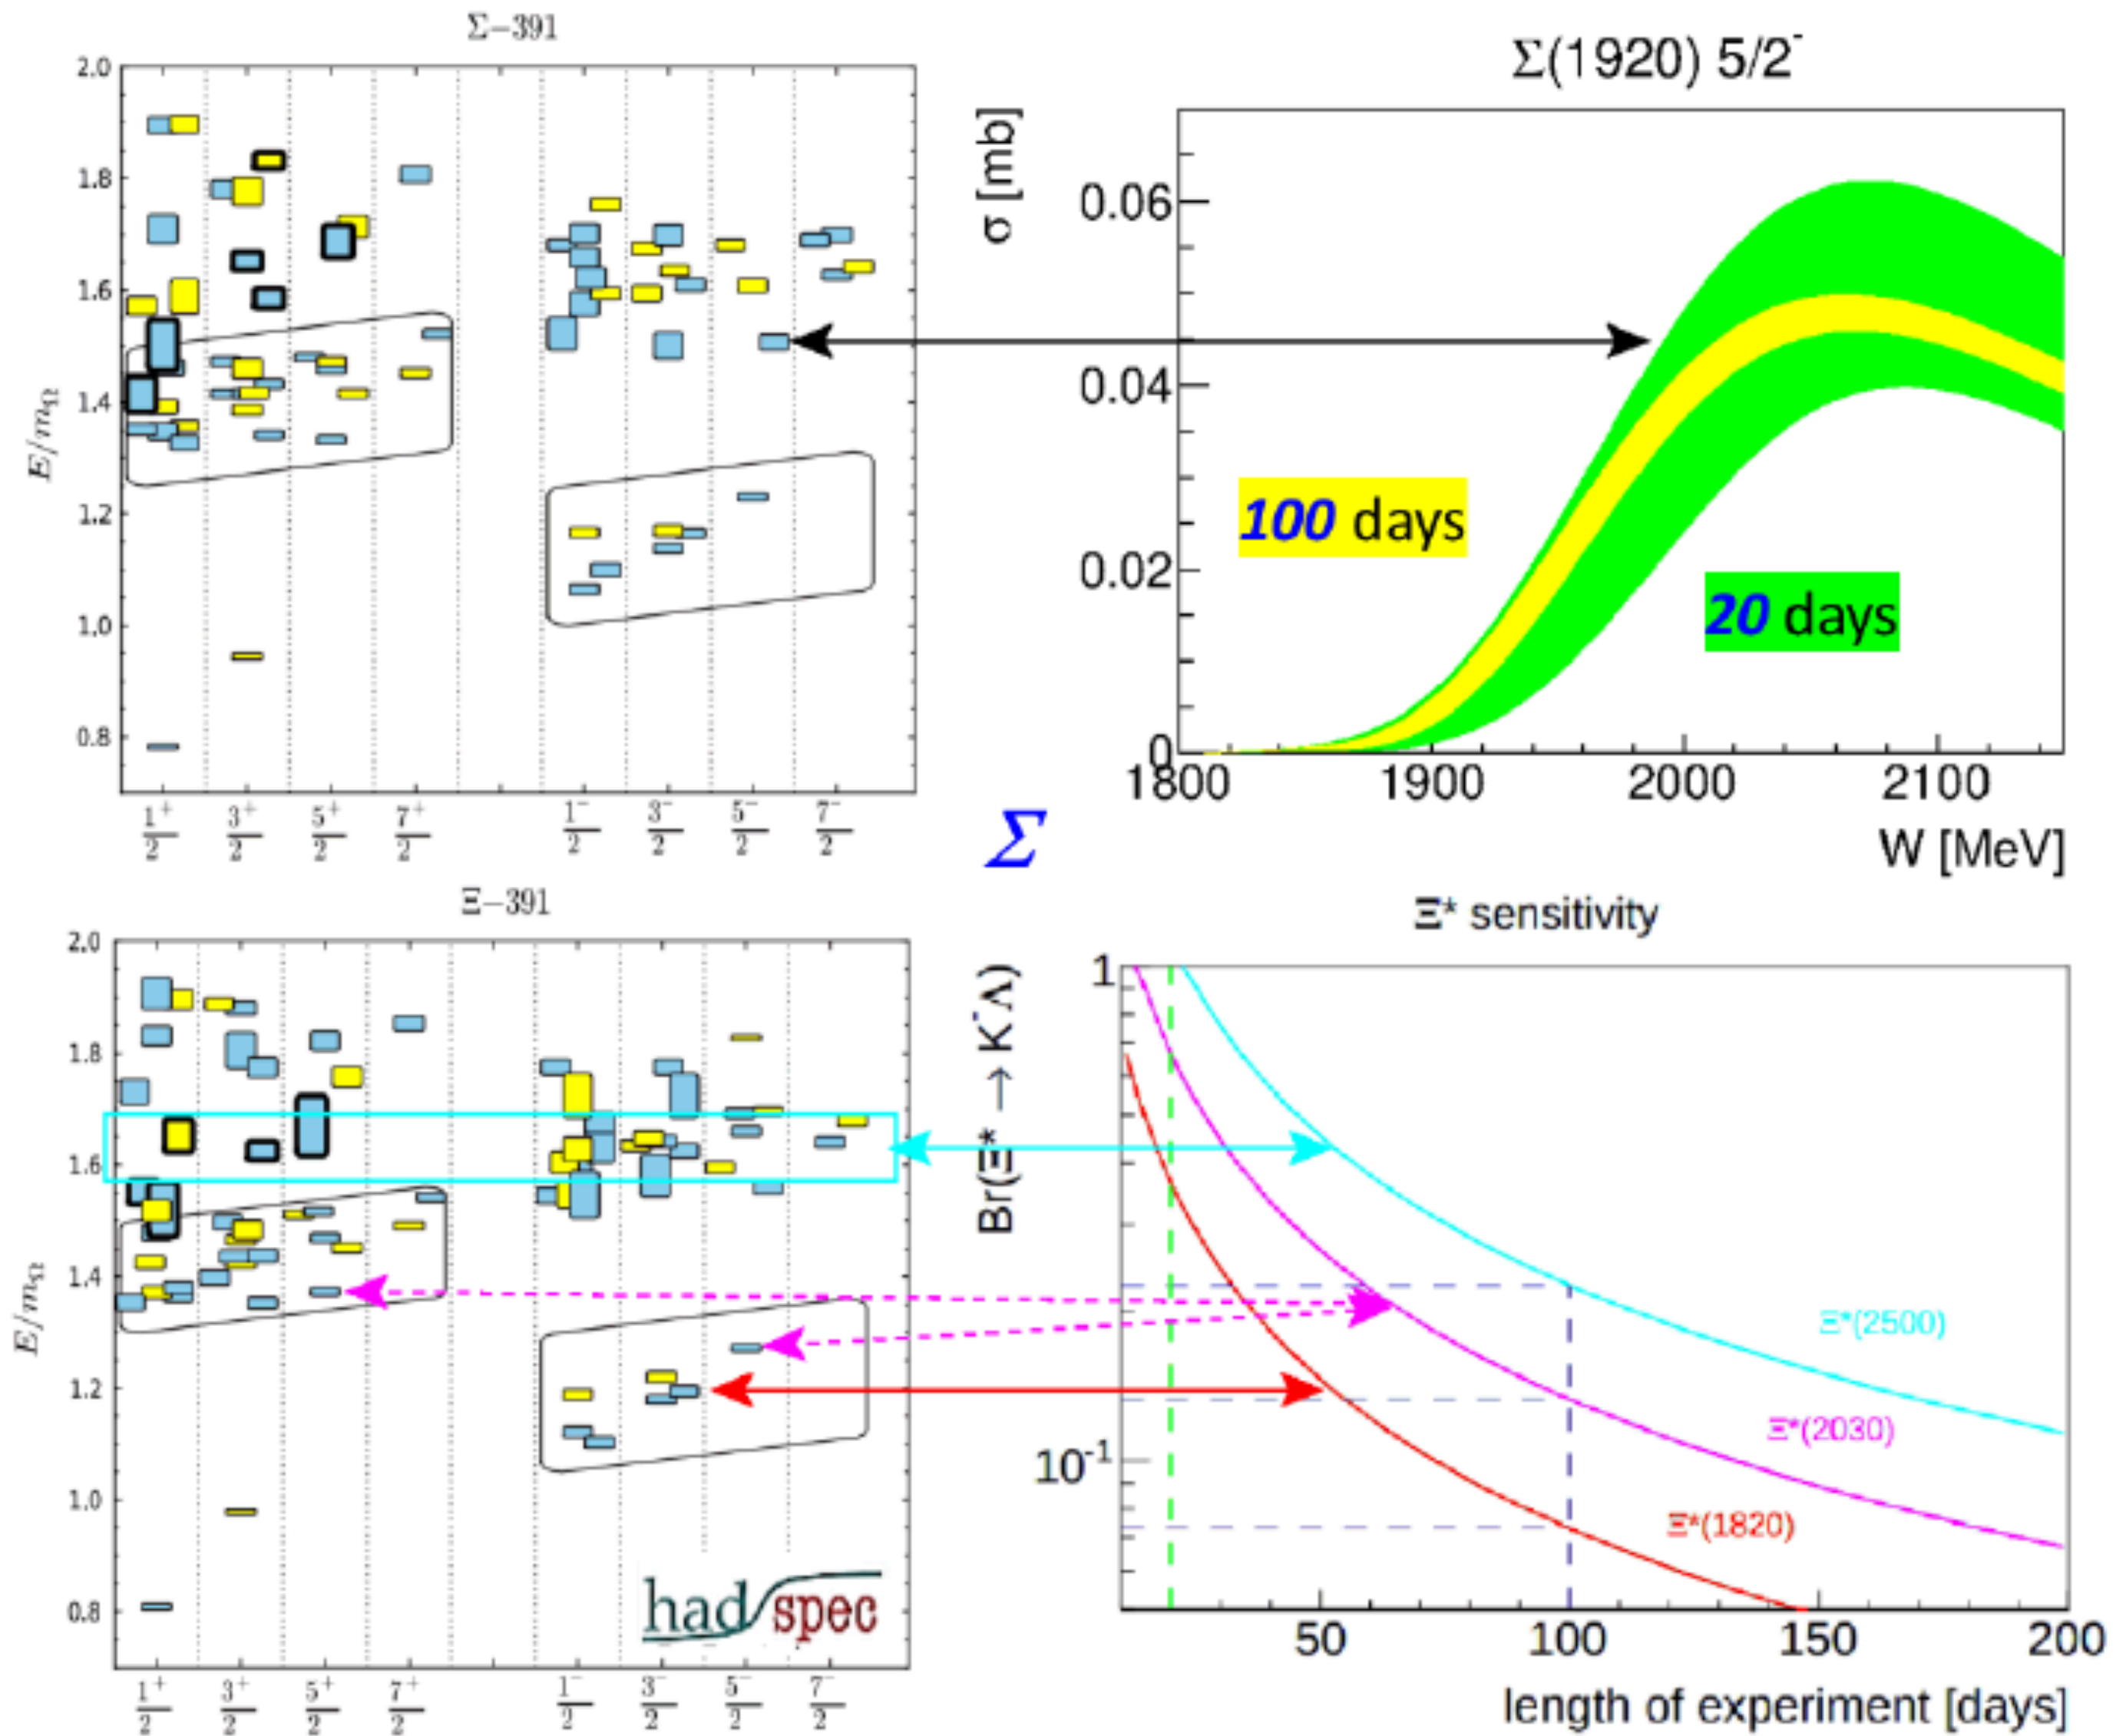 Σ−391
2.0
1.8
1.6
1.4
1.2
1.0
0.8
E/m_Ω
1⁺/2 3⁺/2 5⁺/2 7⁺/2 1⁻/2 3⁻/2 5⁻/2 7⁻/2
Σ(1920) 5/2⁻
σ [mb]
0.06
0.04
0.02
0
100 days
20 days
1800 1900 2000 2100
W [MeV]
Σ
Ξ−391
2.0
1.8
1.6
1.4
1.2
1.0
0.8
E/m_Ω
1⁺/2 3⁺/2 5⁺/2 7⁺/2 1⁻/2 3⁻/2 5⁻/2 7⁻/2
had spec
Ξ* sensitivity
Br(Ξ* → K⁻Λ)
1
10⁻¹
Ξ*(2500)
Ξ*(2030)
Ξ*(1820)
50 100 150 200
length of experiment [days]